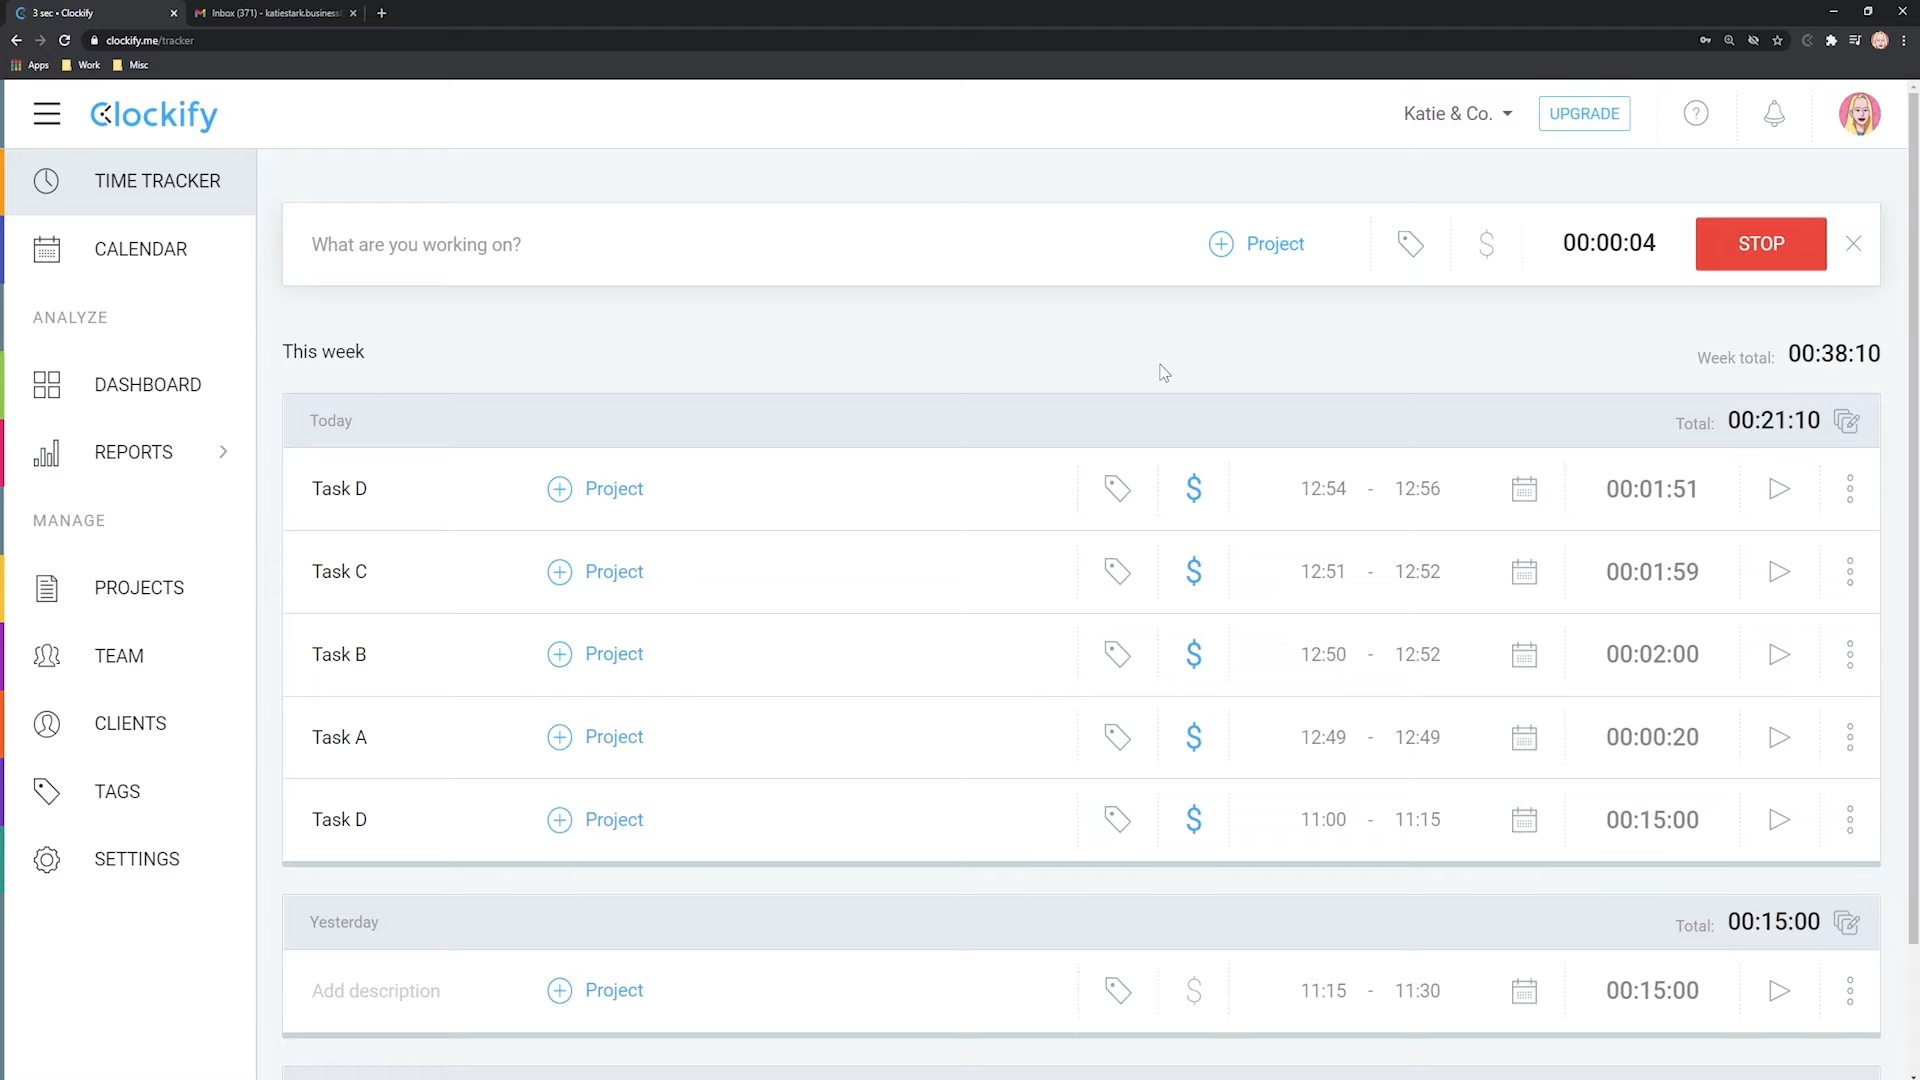 3 sec • Clockify
Inbox (371) - katiestark.business
clockify.me/tracker
Apps Work Misc
Clockify
Katie & Co. UPGRADE
TIME TRACKER
CALENDAR
ANALYZE
DASHBOARD
REPORTS
MANAGE
PROJECTS
TEAM
CLIENTS
TAGS
SETTINGS
What are you working on? Project $ 00:00:04 STOP
This week Week total: 00:38:10
Today Total: 00:21:10
Task D Project $ 12:54 - 12:56 00:01:51
Task C Project $ 12:51 - 12:52 00:01:59
Task B Project $ 12:50 - 12:52 00:02:00
Task A Project $ 12:49 - 12:49 00:00:20
Task D Project $ 11:00 - 11:15 00:15:00
Yesterday Total: 00:15:00
Add description Project $ 11:15 - 11:30 00:15:00